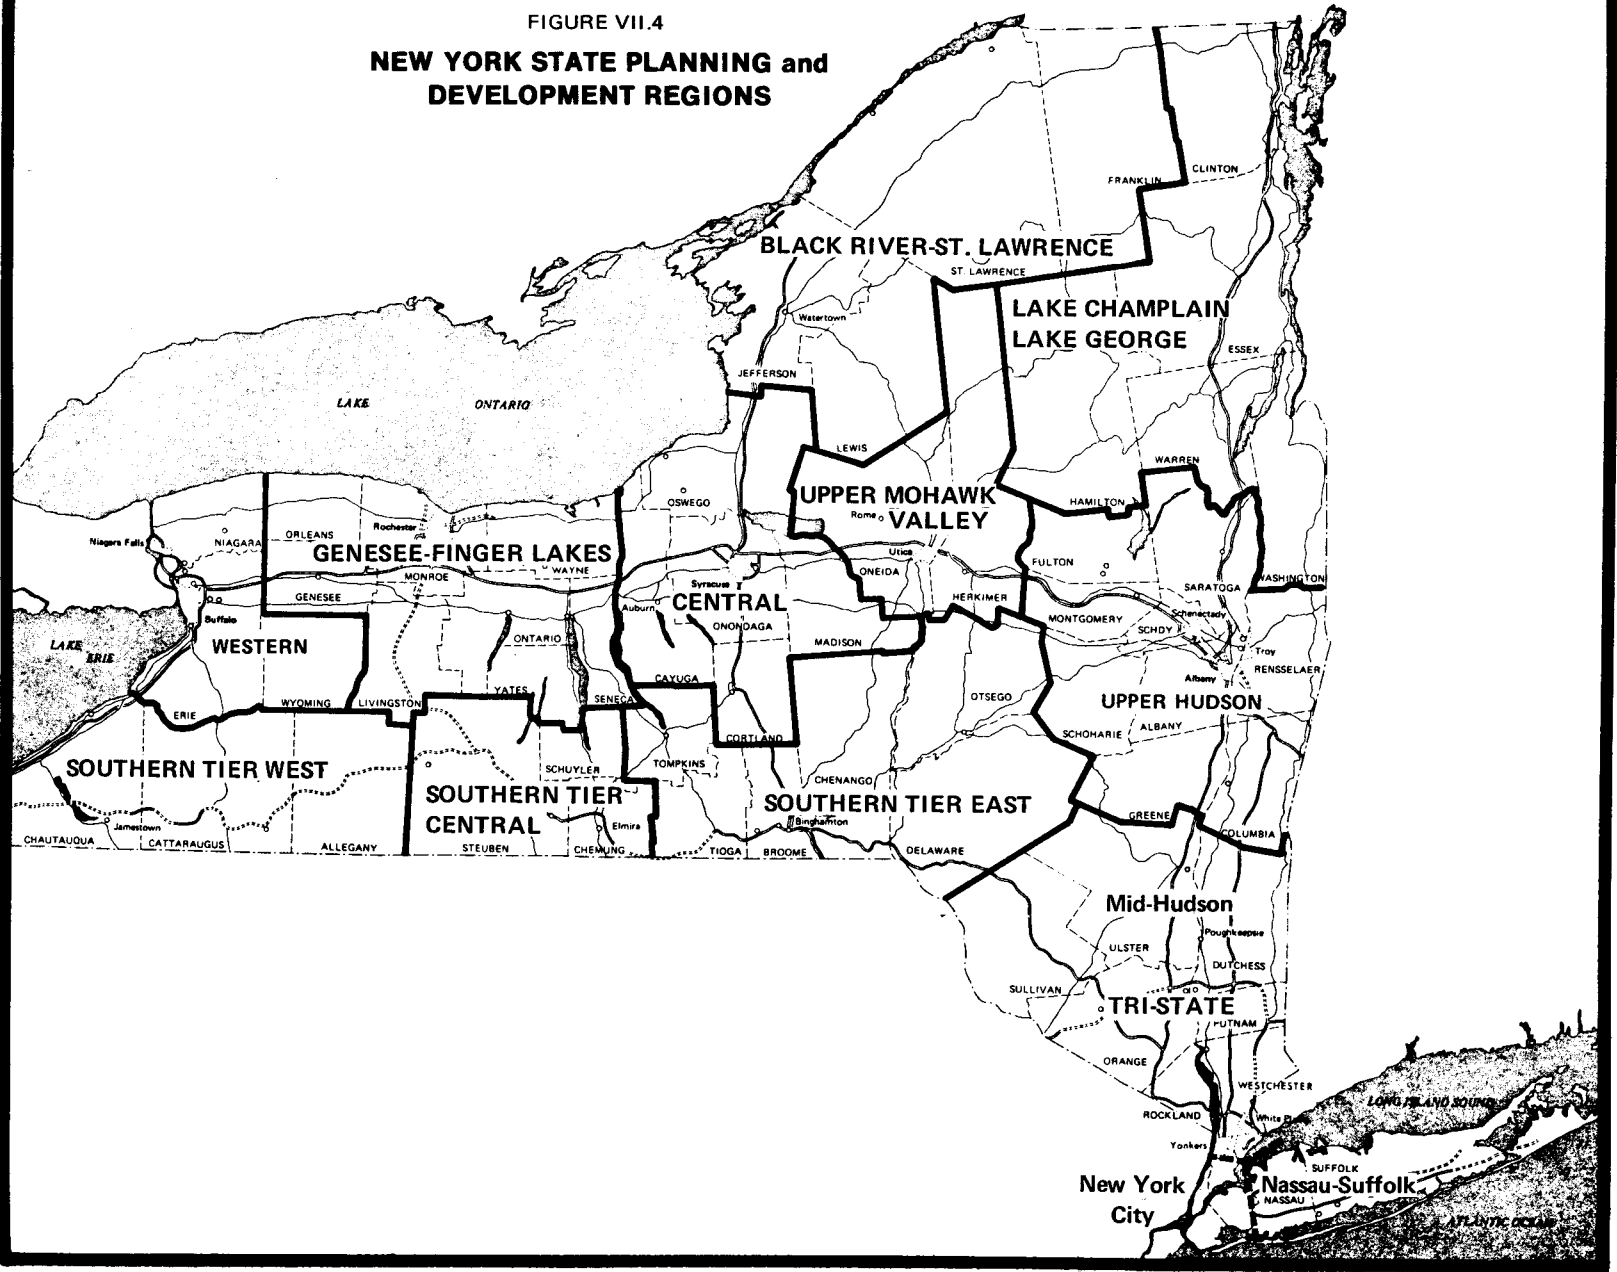 FIGURE VII.4
NEW YORK STATE PLANNING and
DEVELOPMENT REGIONS
CLINTON
FRANKLIN
BLACK RIVER-ST. LAWRENCE
ST. LAWRENCE
LAKE CHAMPLAIN
LAKE GEORGE
Watertown
ESSEX
JEFFERSON
LAKE ONTARIO
LEWIS
WARREN
UPPER MOHAWK
VALLEY
OSWEGO
HAMILTON
Rome
Rochester
ORLEANS
NIAGARA
Niagara Falls
GENESEE-FINGER LAKES
Utica
FULTON
WAYNE
MONROE
ONEIDA
WASHINGTON
Syracuse
SARATOGA
GENESEE
HERKIMER
CENTRAL
Auburn
Schenectady
Buffalo
MONTGOMERY
ONONDAGA
SCHDY
LAKE
ERIE
WESTERN
ONTARIO
MADISON
Troy
RENSSELAER
Albany
CAYUGA
YATES
SENECA
OTSEGO
WYOMING
LIVINGSTON
UPPER HUDSON
ERIE
ALBANY
SCHOHARIE
CORTLAND
SOUTHERN TIER WEST
SCHUYLER
TOMPKINS
CHENANGO
SOUTHERN TIER
CENTRAL
SOUTHERN TIER EAST
GREENE
Jamestown
Elmira
Binghamton
COLUMBIA
CHAUTAUQUA
CATTARAUGUS
ALLEGANY
STEUBEN
CHEMUNG
TIOGA
BROOME
DELAWARE
Mid-Hudson
Poughkeepsie
ULSTER
DUTCHESS
SULLIVAN
TRI-STATE
PUTNAM
ORANGE
WESTCHESTER
LONG ISLAND SOUND
ROCKLAND
White Plains
Yonkers
SUFFOLK
New York
City
Nassau-Suffolk
NASSAU
ATLANTIC OCEAN